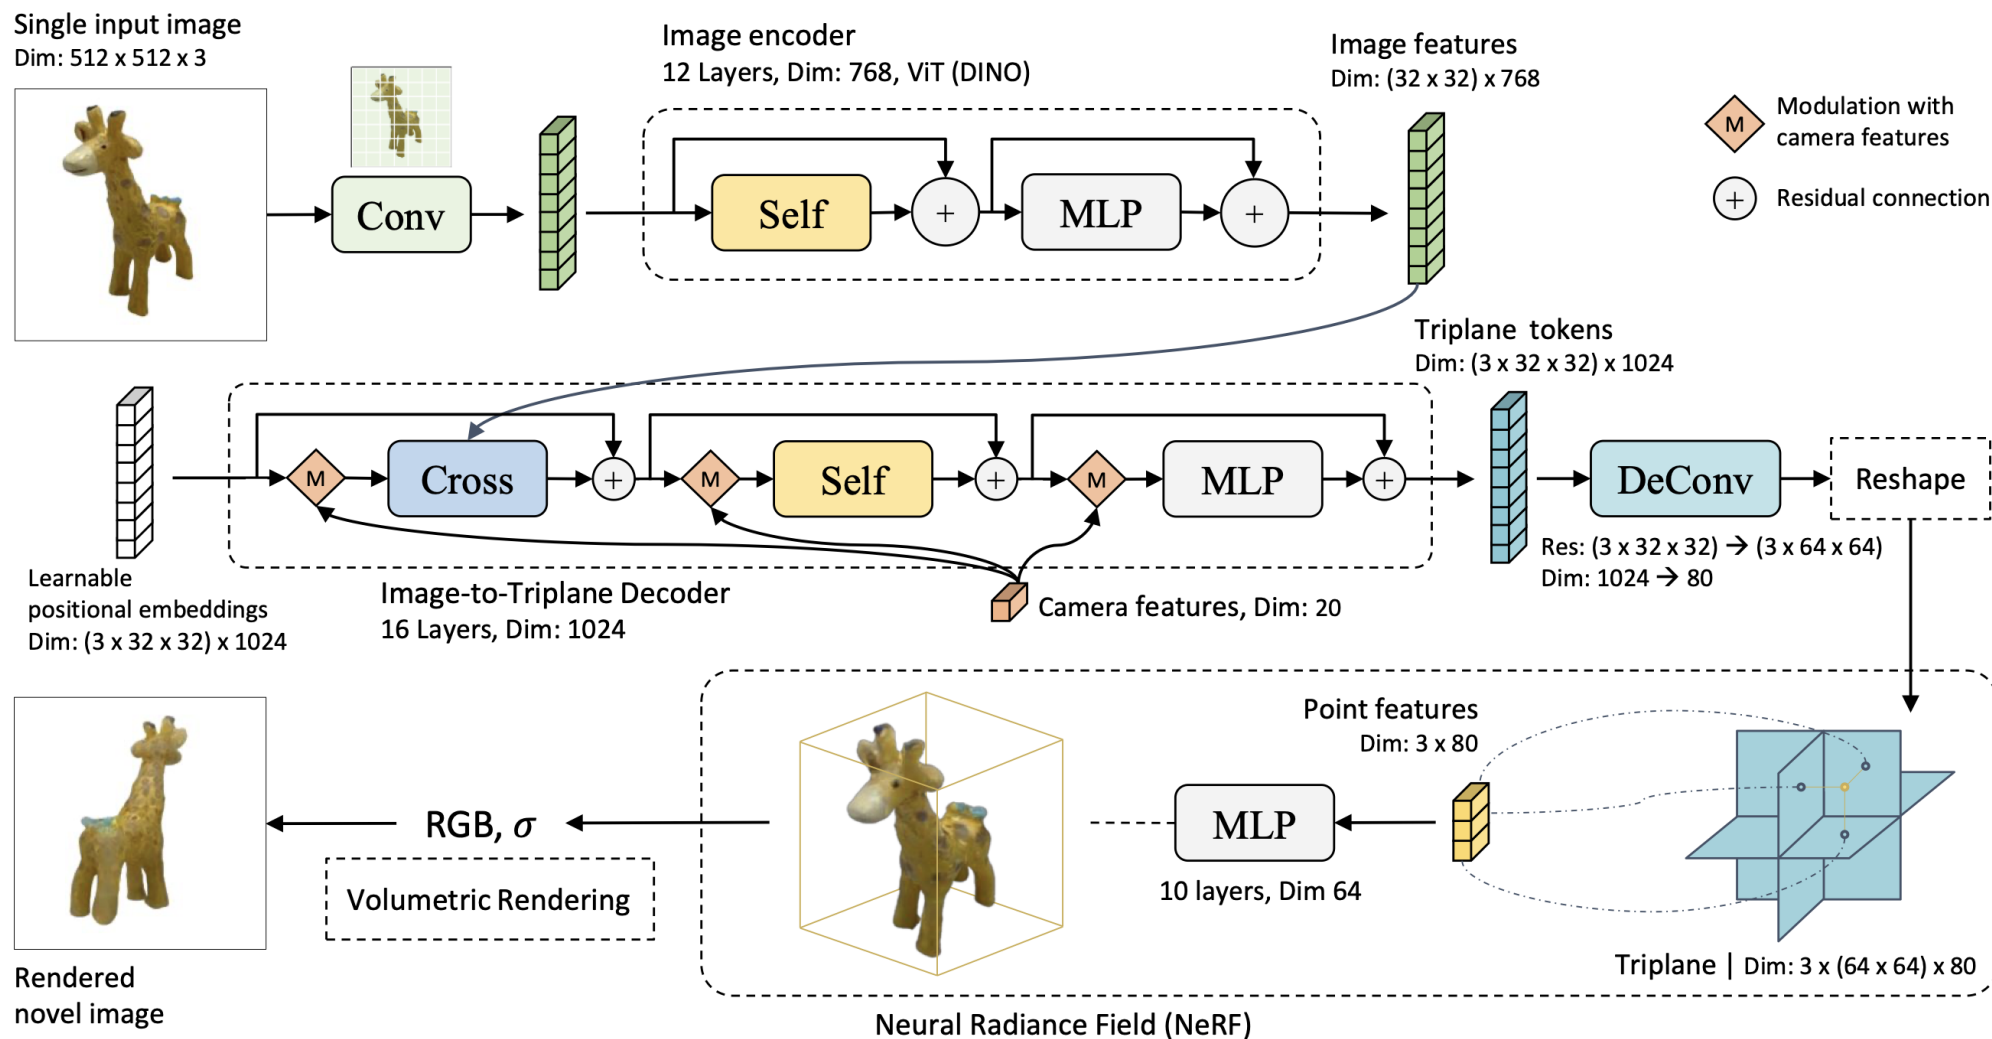 Single input image
Dim: 512 x 512 x 3
Conv
Image encoder
12 Layers, Dim: 768, ViT (DINO)
Self
+
MLP
+
Image features
Dim: (32 x 32) x 768
M
Modulation with
camera features
+
Residual connection
Learnable
positional embeddings
Dim: (3 x 32 x 32) x 1024
M
Cross
+
M
Self
+
M
MLP
+
Image-to-Triplane Decoder
16 Layers, Dim: 1024
Camera features, Dim: 20
Triplane tokens
Dim: (3 x 32 x 32) x 1024
DeConv
Res: (3 x 32 x 32) → (3 x 64 x 64)
Dim: 1024 → 80
Reshape
Rendered
novel image
RGB, σ
Volumetric Rendering
MLP
10 layers, Dim 64
Point features
Dim: 3 x 80
Triplane | Dim: 3 x (64 x 64) x 80
Neural Radiance Field (NeRF)